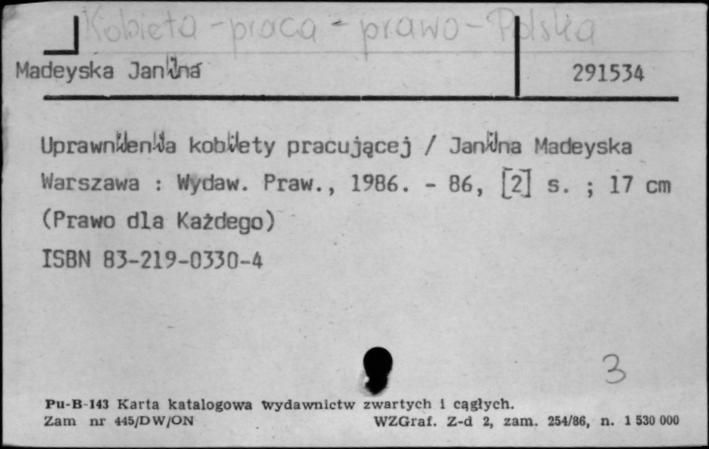 Kobieta - praca - prawo - Polska
Madeyska Janina 291534
Uprawnienia kobiety pracującej / Janina Madeyska
Warszawa : Wydaw. Praw., 1986. - 86, [2] s. ; 17 cm
(Prawo dla Każdego)
ISBN 83-219-0330-4
3
Pu-B-143 Karta katalogowa wydawnictw zwartych i cągłych.
Zam nr 445/DW/ON WZGraf. Z-d 2, zam. 254/86, n. 1 530 000